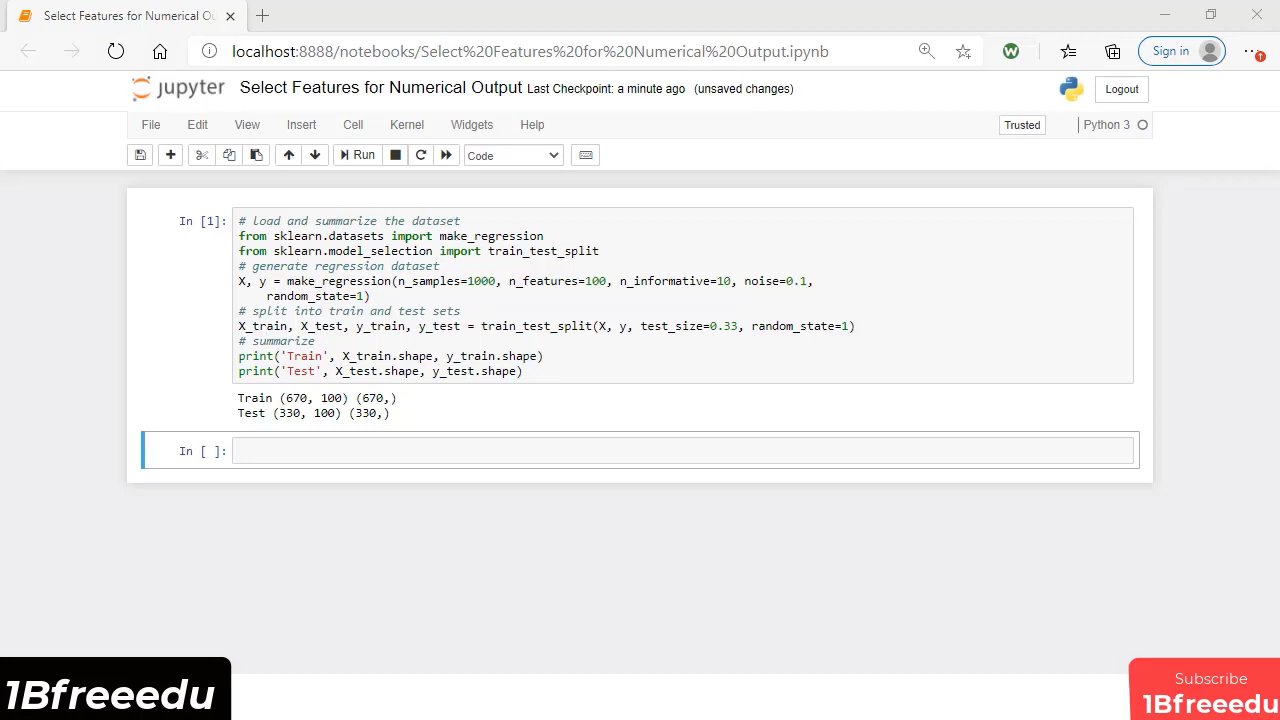 Select Features for Numerical Ou
localhost:8888/notebooks/Select%20Features%20for%20Numerical%20Output.ipynb
W
Sign in
jupyter Select Features for Numerical Output Last Checkpoint: a minute ago (unsaved changes)
Logout
File Edit View Insert Cell Kernel Widgets Help
Trusted
Python 3
Run
Code
In [1]:
# load and summarize the dataset
from sklearn.datasets import make_regression
from sklearn.model_selection import train_test_split
# generate regression dataset
X, y = make_regression(n_samples=1000, n_features=100, n_informative=10, noise=0.1,
random_state=1)
# split into train and test sets
X_train, X_test, y_train, y_test = train_test_split(X, y, test_size=0.33, random_state=1)
# summarize
print('Train', X_train.shape, y_train.shape)
print('Test', X_test.shape, y_test.shape)
Train (670, 100) (670,)
Test (330, 100) (330,)
In [ ]:
1Bfreeedu
Subscribe
1Bfreeedu